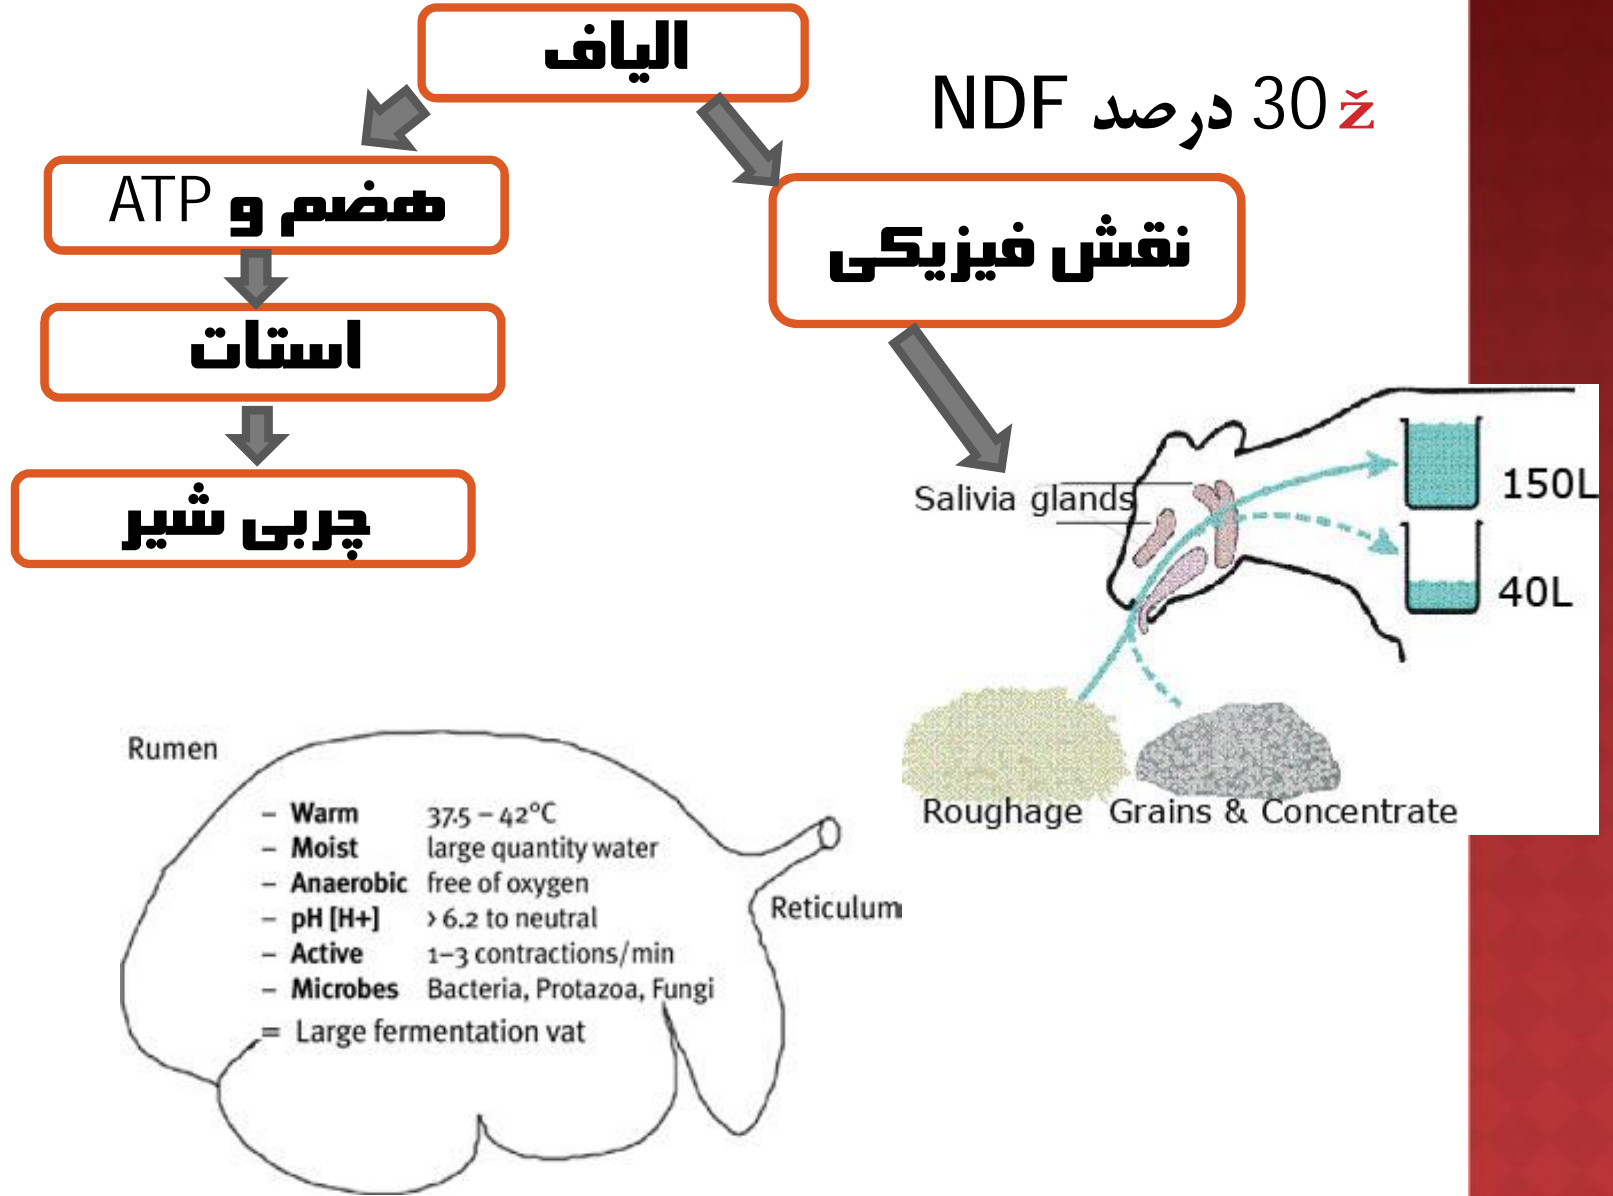 الیاف
ž 30 درصد NDF
هضم و ATP
نقش فیزیکی
استات
چربی شیر
Salivia glands
150L
40L
Roughage
Grains & Concentrate
Rumen
– Warm 37.5 – 42°C
– Moist large quantity water
– Anaerobic free of oxygen
– pH [H+] > 6.2 to neutral
– Active 1–3 contractions/min
– Microbes Bacteria, Protazoa, Fungi
= Large fermentation vat
Reticulum